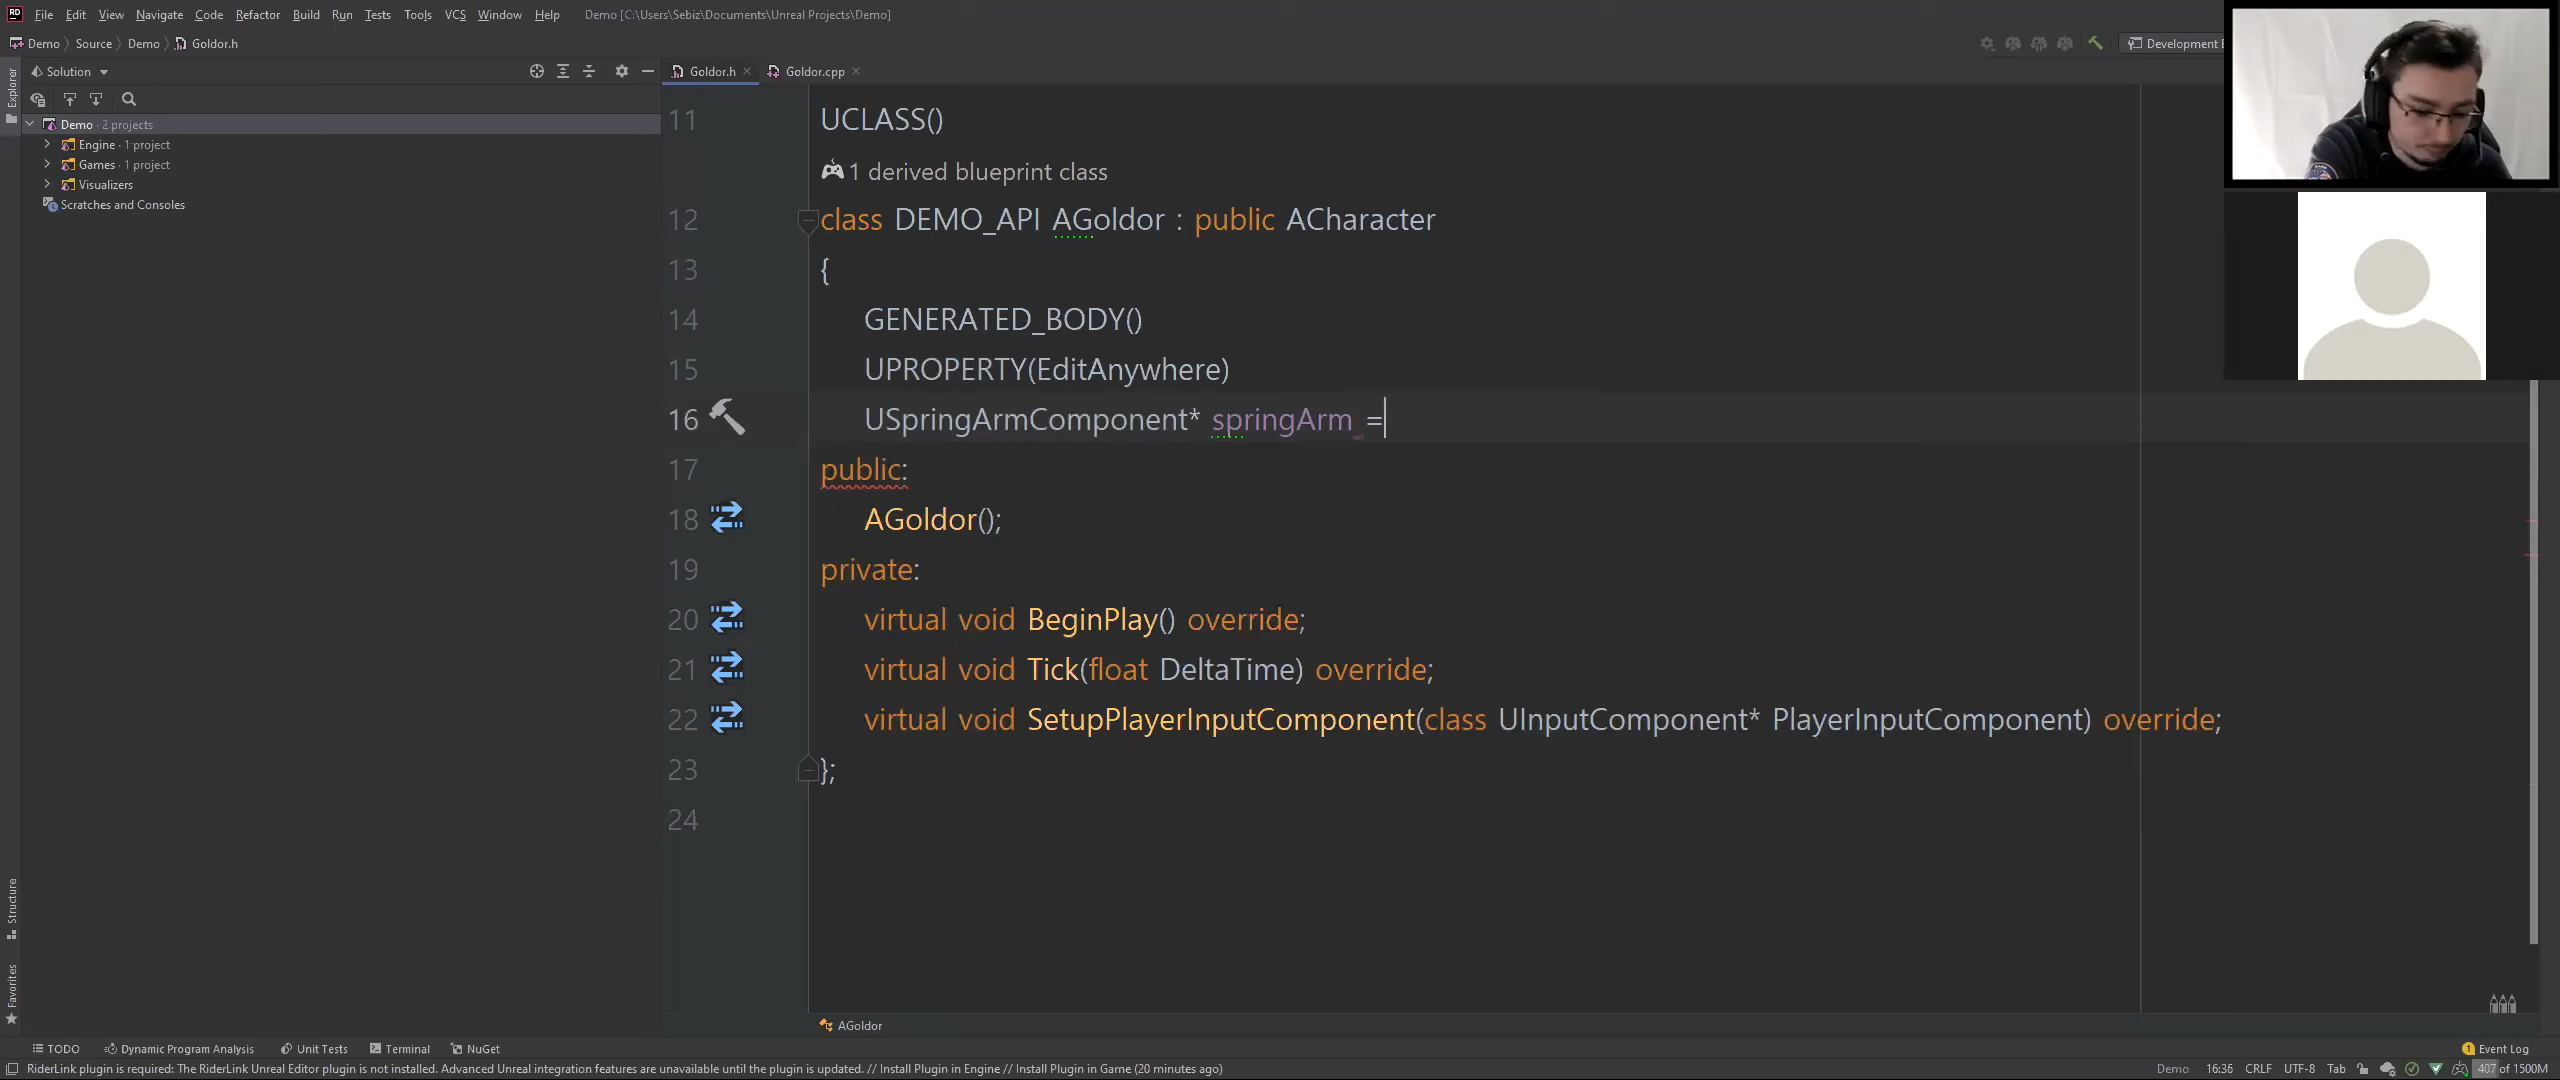 File Edit View Navigate Code Refactor Build Run Tests Tools VCS Window Help Demo [C:\Users\Sebiz\Documents\Unreal Projects\Demo]
Demo Source Demo Goldor.h
Development
Explorer
Solution
Goldor.h
Goldor.cpp
Demo · 2 projects
Engine · 1 project
Games · 1 project
Visualizers
Scratches and Consoles
11 UCLASS()
1 derived blueprint class
12 class DEMO_API AGoldor : public ACharacter
13 {
14 GENERATED_BODY()
15 UPROPERTY(EditAnywhere)
16 USpringArmComponent* springArm =
17 public:
18 AGoldor();
19 private:
20 virtual void BeginPlay() override;
21 virtual void Tick(float DeltaTime) override;
22 virtual void SetupPlayerInputComponent(class UInputComponent* PlayerInputComponent) override;
23 };
24
Structure
Favorites
AGoldor
TODO Dynamic Program Analysis Unit Tests Terminal NuGet
1 Event Log
RiderLink plugin is required: The RiderLink Unreal Editor plugin is not installed. Advanced Unreal integration features are unavailable until the plugin is updated. // Install Plugin in Engine // Install Plugin in Game (20 minutes ago)
Demo 16:36 CRLF UTF-8 Tab 407 of 1500M